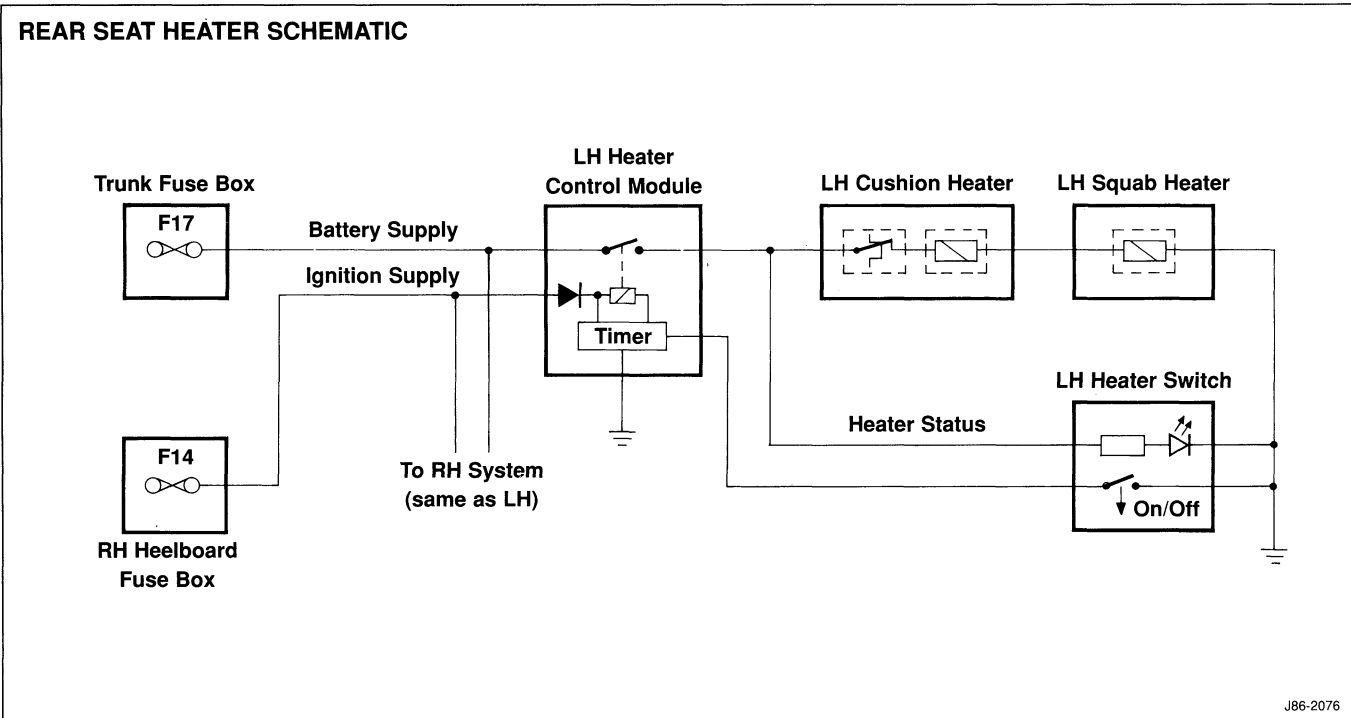 REAR SEAT HEATER SCHEMATIC
LH Heater
Control Module
Trunk Fuse Box
LH Cushion Heater
LH Squab Heater
F17
Battery Supply
Ignition Supply
Timer
LH Heater Switch
Heater Status
F14
To RH System
(same as LH)
On/Off
RH Heelboard
Fuse Box
J86-2076